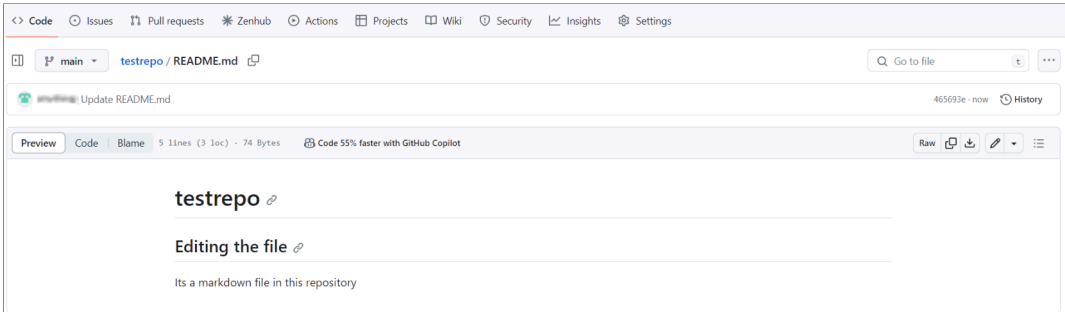 Code Issues Pull requests Zenhub Actions Projects Wiki Security Insights Settings
main testrepo / README.md Go to file t
Update README.md 465693e · now History
Preview Code Blame 5 lines (3 loc) · 74 Bytes Code 55% faster with GitHub Copilot Raw
testrepo
Editing the file
Its a markdown file in this repository